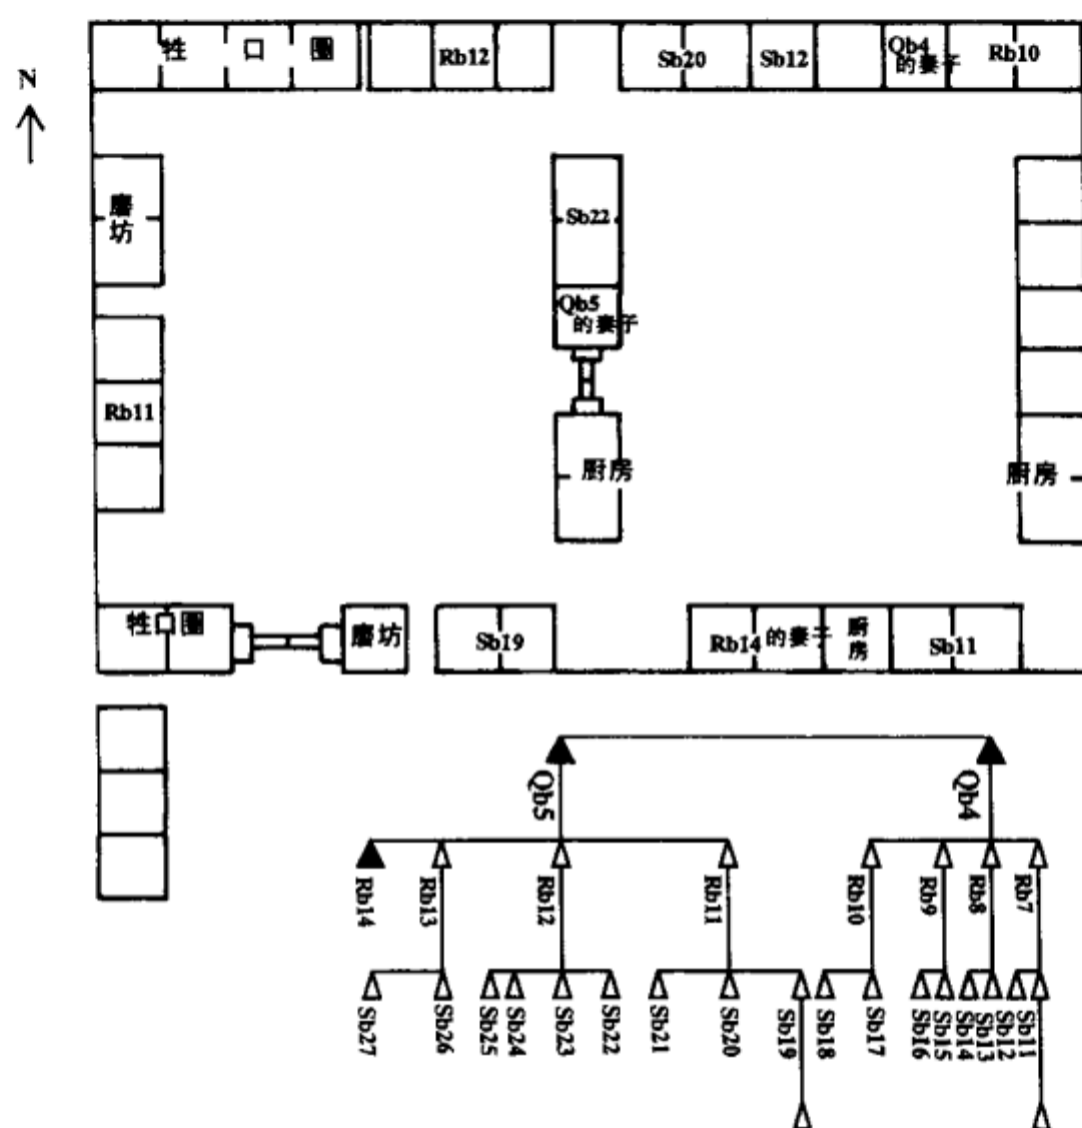 牲 口 圈
Rb12
Sb20
Sb12
Qb4
的妻子
Rb10
N
磨
坊
Sb22
Qb5
的妻子
Rb11
厨房
厨房
牲口圈
磨坊
Sb19
Rb14 的妻子
厨
房
Sb11
Qb5
Qb4
Rb14
Rb13
Rb12
Rb11
Rb10
Rb9
Rb8
Rb7
Sb27
Sb26
Sb25
Sb24
Sb23
Sb22
Sb21
Sb20
Sb19
Sb18
Sb17
Sb16
Sb15
Sb14
Sb13
Sb12
Sb11